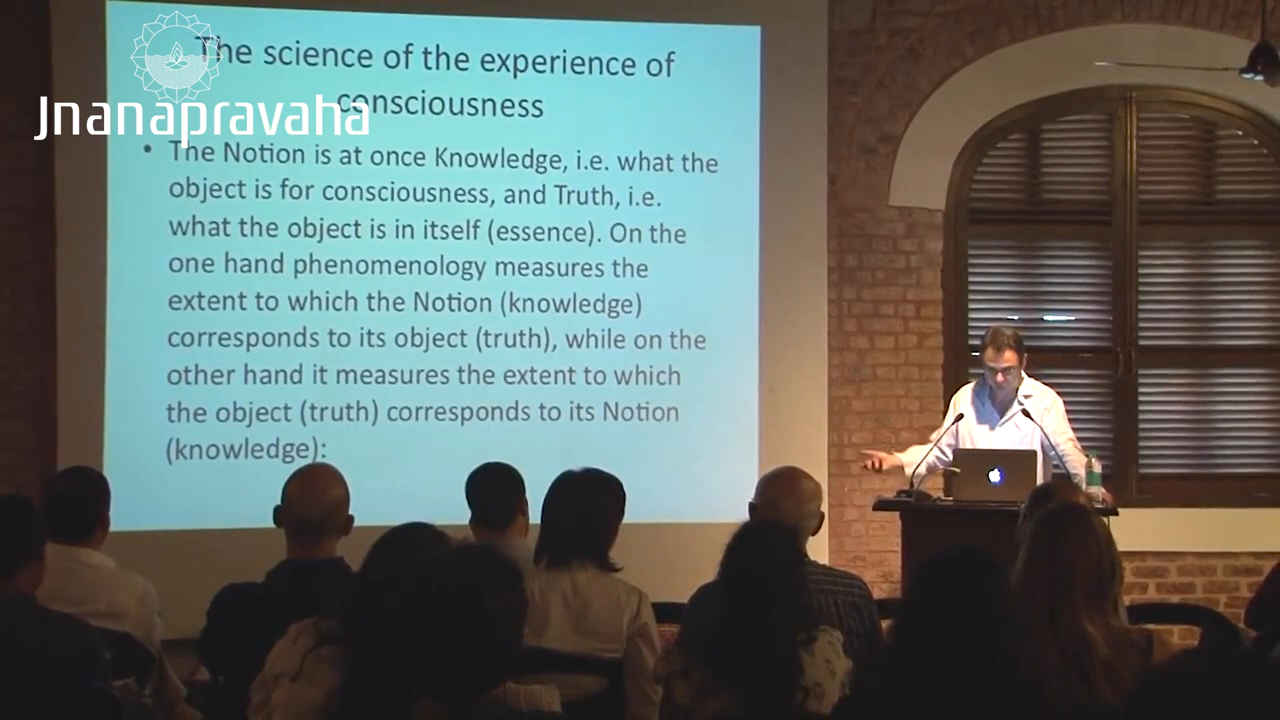 The science of the experience of
consciousness
Jnanapravaha
• The Notion is at once Knowledge, i.e. what the
object is for consciousness, and Truth, i.e.
what the object is in itself (essence). On the
one hand phenomenology measures the
extent to which the Notion (knowledge)
corresponds to its object (truth), while on the
other hand it measures the extent to which
the object (truth) corresponds to its Notion
(knowledge):